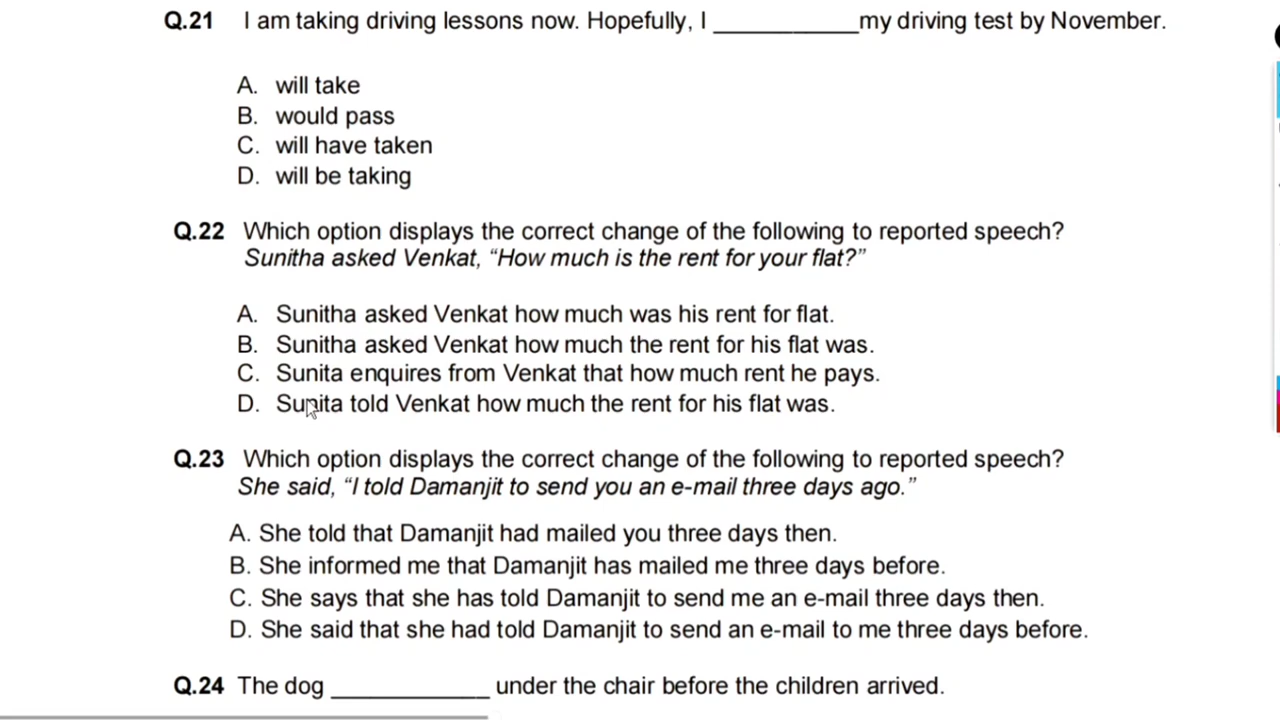 Q.21 I am taking driving lessons now. Hopefully, I ___________my driving test by November.
A. will take
B. would pass
C. will have taken
D. will be taking
Q.22 Which option displays the correct change of the following to reported speech?
Sunitha asked Venkat, “How much is the rent for your flat?”
A. Sunitha asked Venkat how much was his rent for flat.
B. Sunitha asked Venkat how much the rent for his flat was.
C. Sunita enquires from Venkat that how much rent he pays.
D. Sunita told Venkat how much the rent for his flat was.
Q.23 Which option displays the correct change of the following to reported speech?
She said, “I told Damanjit to send you an e-mail three days ago.”
A. She told that Damanjit had mailed you three days then.
B. She informed me that Damanjit has mailed me three days before.
C. She says that she has told Damanjit to send me an e-mail three days then.
D. She said that she had told Damanjit to send an e-mail to me three days before.
Q.24 The dog ____________ under the chair before the children arrived.